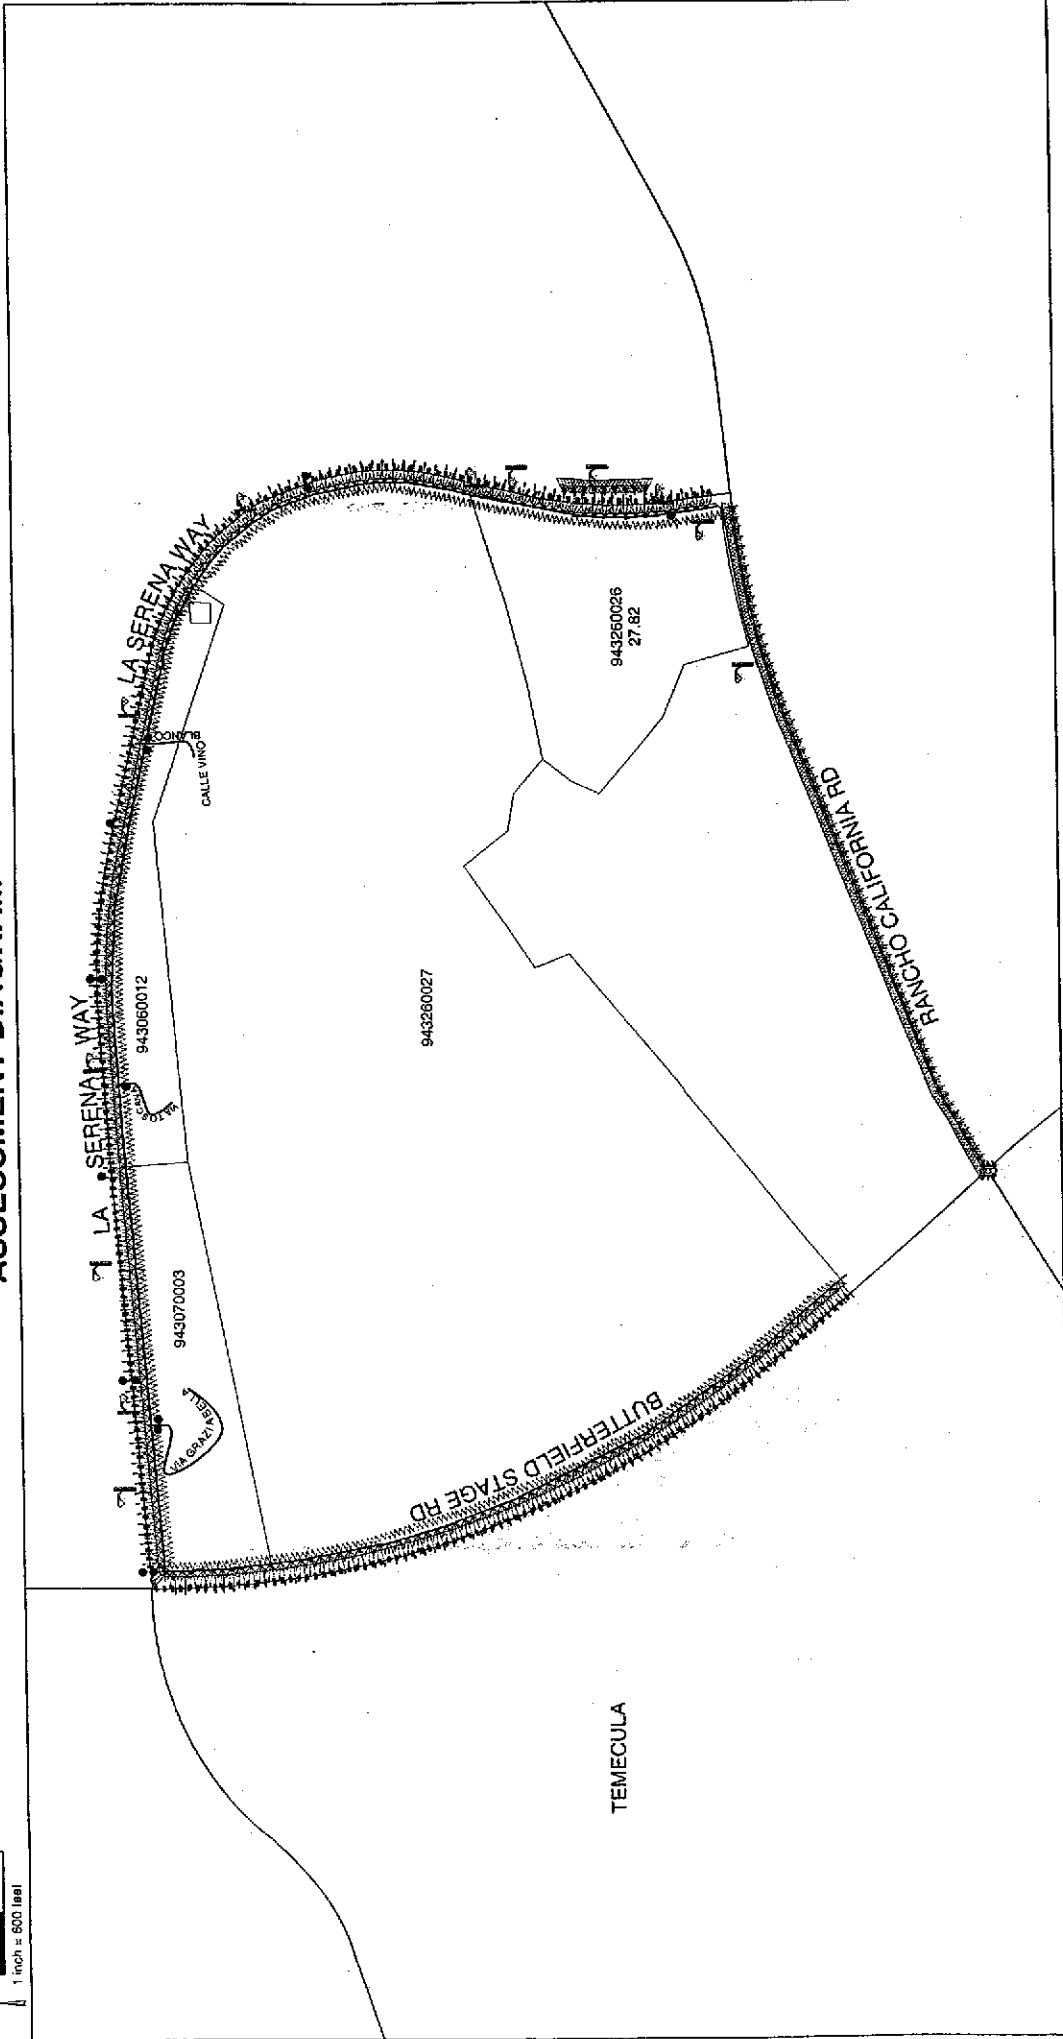 ASSESSMENT DIAGRAM
1 inch = 600 feet
LA SERENA WAY
LA
SERENA WAY
BLANCO
CALLE VINO
943060012
943070003
VIA GRAZIABELLA
943260027
943260026
27.82
RANCHO CALIFORNIA RD
BUTTERFIELD STAGE RD
TEMECULA